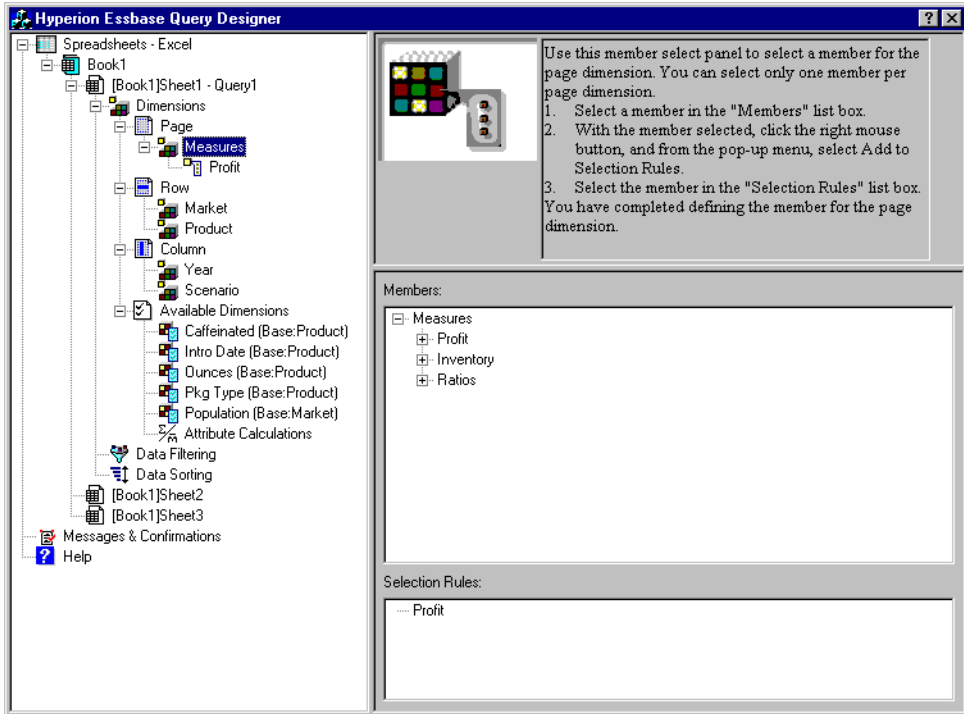 Hyperion Essbase Query Designer
Spreadsheets - Excel
Book1
[Book1]Sheet1 - Query1
Dimensions
Page
Measures
Profit
Row
Market
Product
Column
Year
Scenario
Available Dimensions
Caffeinated (Base:Product)
Intro Date (Base:Product)
Ounces (Base:Product)
Pkg Type (Base:Product)
Population (Base:Market)
Attribute Calculations
Data Filtering
Data Sorting
[Book1]Sheet2
[Book1]Sheet3
Messages & Confirmations
Help
Use this member select panel to select a member for the
page dimension. You can select only one member per
page dimension.
1. Select a member in the "Members" list box.
2. With the member selected, click the right mouse
button, and from the pop-up menu, select Add to
Selection Rules.
3. Select the member in the "Selection Rules" list box.
You have completed defining the member for the page
dimension.
Members:
Measures
Profit
Inventory
Ratios
Selection Rules:
Profit